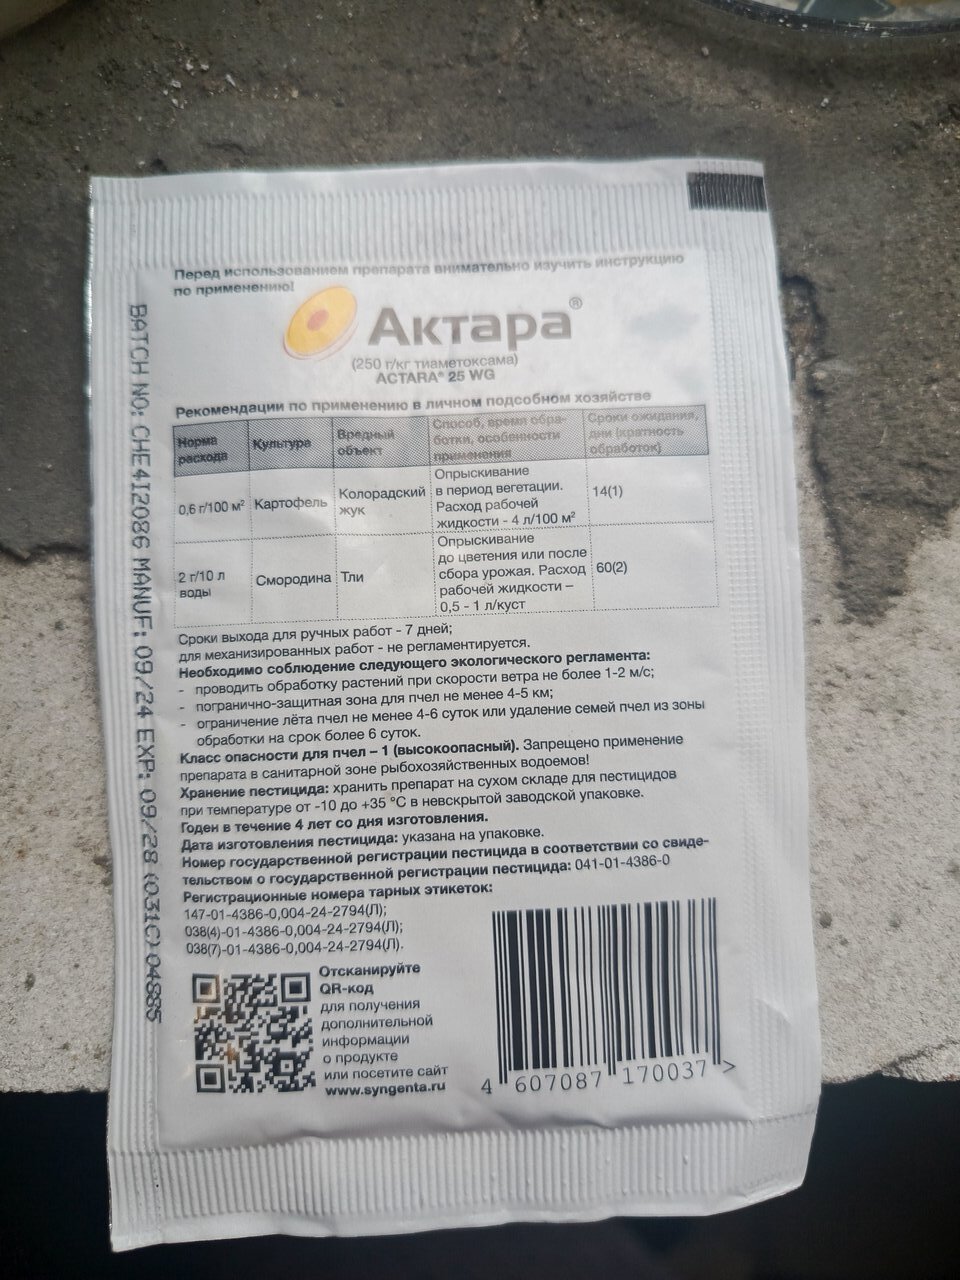 Перед использованием препарата внимательно изучить инструкцию
по применению!
Актара®
(250 г/кг тиаметоксама)
ACTARA® 25 WG
Рекомендации по применению в личном подсобном хозяйстве
Норма расхода
Культура
Вредный объект
Способ, время обра-
ботки, особенности
применения
Сроки ожидания,
дни (кратность
обработок)
0,6 г/100 м²
Картофель
Колорадский
жук
Опрыскивание
в период вегетации.
Расход рабочей
жидкости - 4 л/100 м²
14(1)
2 г/10 л
воды
Смородина
Тли
Опрыскивание
до цветения или после
сбора урожая. Расход
рабочей жидкости –
0,5 - 1 л/куст
60(2)
Сроки выхода для ручных работ - 7 дней;
для механизированных работ - не регламентируется.
Необходимо соблюдение следующего экологического регламента:
- проводить обработку растений при скорости ветра не более 1-2 м/с;
- погранично-защитная зона для пчел не менее 4-5 км;
- ограничение лёта пчел не менее 4-6 суток или удаление семей пчел из зоны
обработки на срок более 6 суток.
Класс опасности для пчел – 1 (высокоопасный). Запрещено применение
препарата в санитарной зоне рыбохозяйственных водоемов!
Хранение пестицида: хранить препарат на сухом складе для пестицидов
при температуре от -10 до +35 °C в невскрытой заводской упаковке.
Годен в течение 4 лет со дня изготовления.
Дата изготовления пестицида: указана на упаковке.
Номер государственной регистрации пестицида в соответствии со свиде-
тельством о государственной регистрации пестицида: 041-01-4386-0
Регистрационные номера тарных этикеток:
147-01-4386-0,004-24-2794(Л);
038(4)-01-4386-0,004-24-2794(Л);
038(7)-01-4386-0,004-24-2794(Л).
Отсканируйте
QR-код
для получения
дополнительной
информации
о продукте
или посетите сайт
www.syngenta.ru
4 607087 170037 >
BATCH NO: CHE4I2086 MANUF: 09/24 EXP: 09/28 (031C) 04885